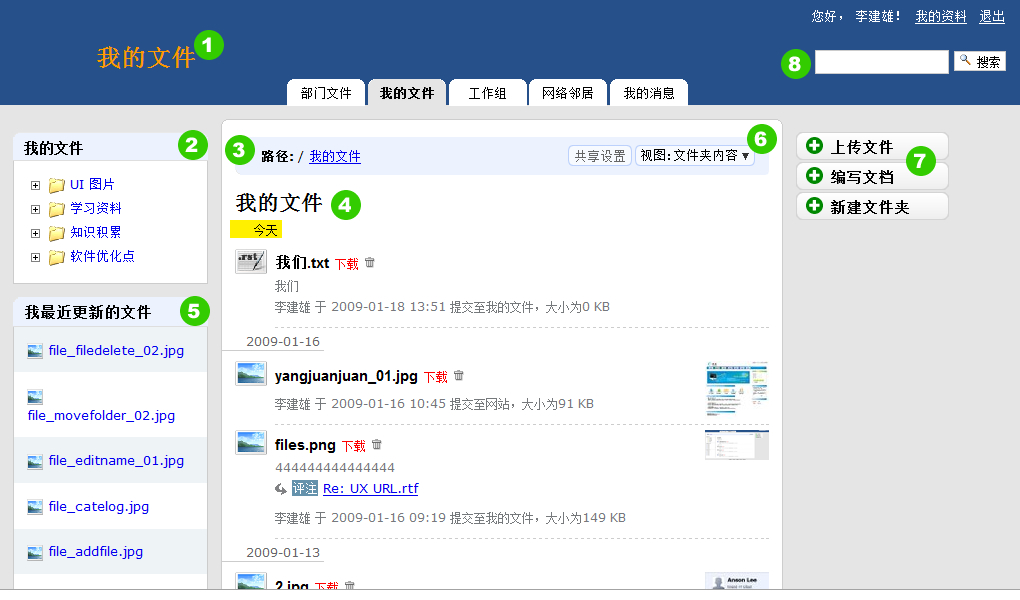 您好， 李建雄！ 我的资料 退出
我的文件 1
8 搜索
部门文件 我的文件 工作组 网络邻居 我的消息
我的文件 2
UI 图片
学习资料
知识积累
软件优化点
我最近更新的文件 5
file_filedelete_02.jpg
file_movefolder_02.jpg
file_editname_01.jpg
file_catelog.jpg
file_addfile.jpg
3 路径: / 我的文件 共享设置 视图:文件夹内容▼ 6
我的文件 4
今天
.rst 我们.txt 下载
我们
李建雄 于 2009-01-18 13:51 提交至我的文件，大小为0 KB
2009-01-16
yangjuanjuan_01.jpg 下载
李建雄 于 2009-01-16 10:45 提交至网站，大小为91 KB
files.png 下载
444444444444444
评注 Re: UX URL.rtf
李建雄 于 2009-01-16 09:19 提交至我的文件，大小为149 KB
2009-01-13
2.jpg 下载
Anson Lee
上传文件 7
编写文档
新建文件夹